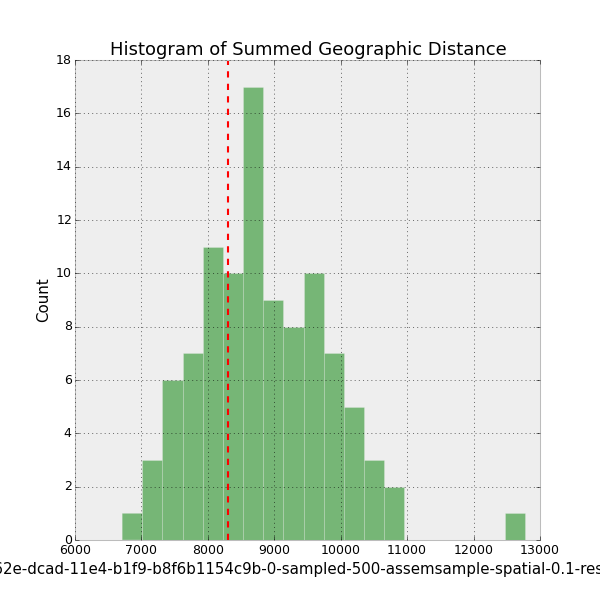 Histogram of Summed Geographic Distance
18
16
14
12
10
8
6
4
2
0
Count
6000 7000 8000 9000 10000 11000 12000 13000
62e-dcad-11e4-b1f9-b8f6b1154c9b-0-sampled-500-assemsample-spatial-0.1-res